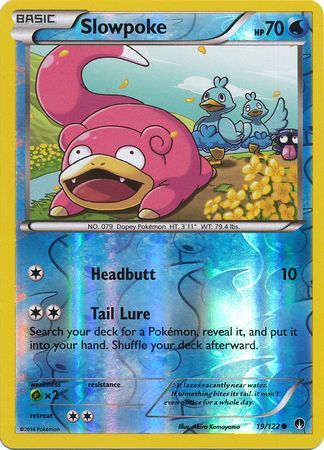 BASIC
Slowpoke
HP70
NO. 079 Dopey Pokémon HT: 3'11" WT: 79.4 lbs.
Headbutt 10
Tail Lure
Search your deck for a Pokémon, reveal it, and put it
into your hand. Shuffle your deck afterward.
weakness resistance
×2
It lazes vacantly near water.
If something bites its tail, it won't
even notice for a whole day.
retreat
©2016 Pokémon
Illus. Akira Komayama
19/122